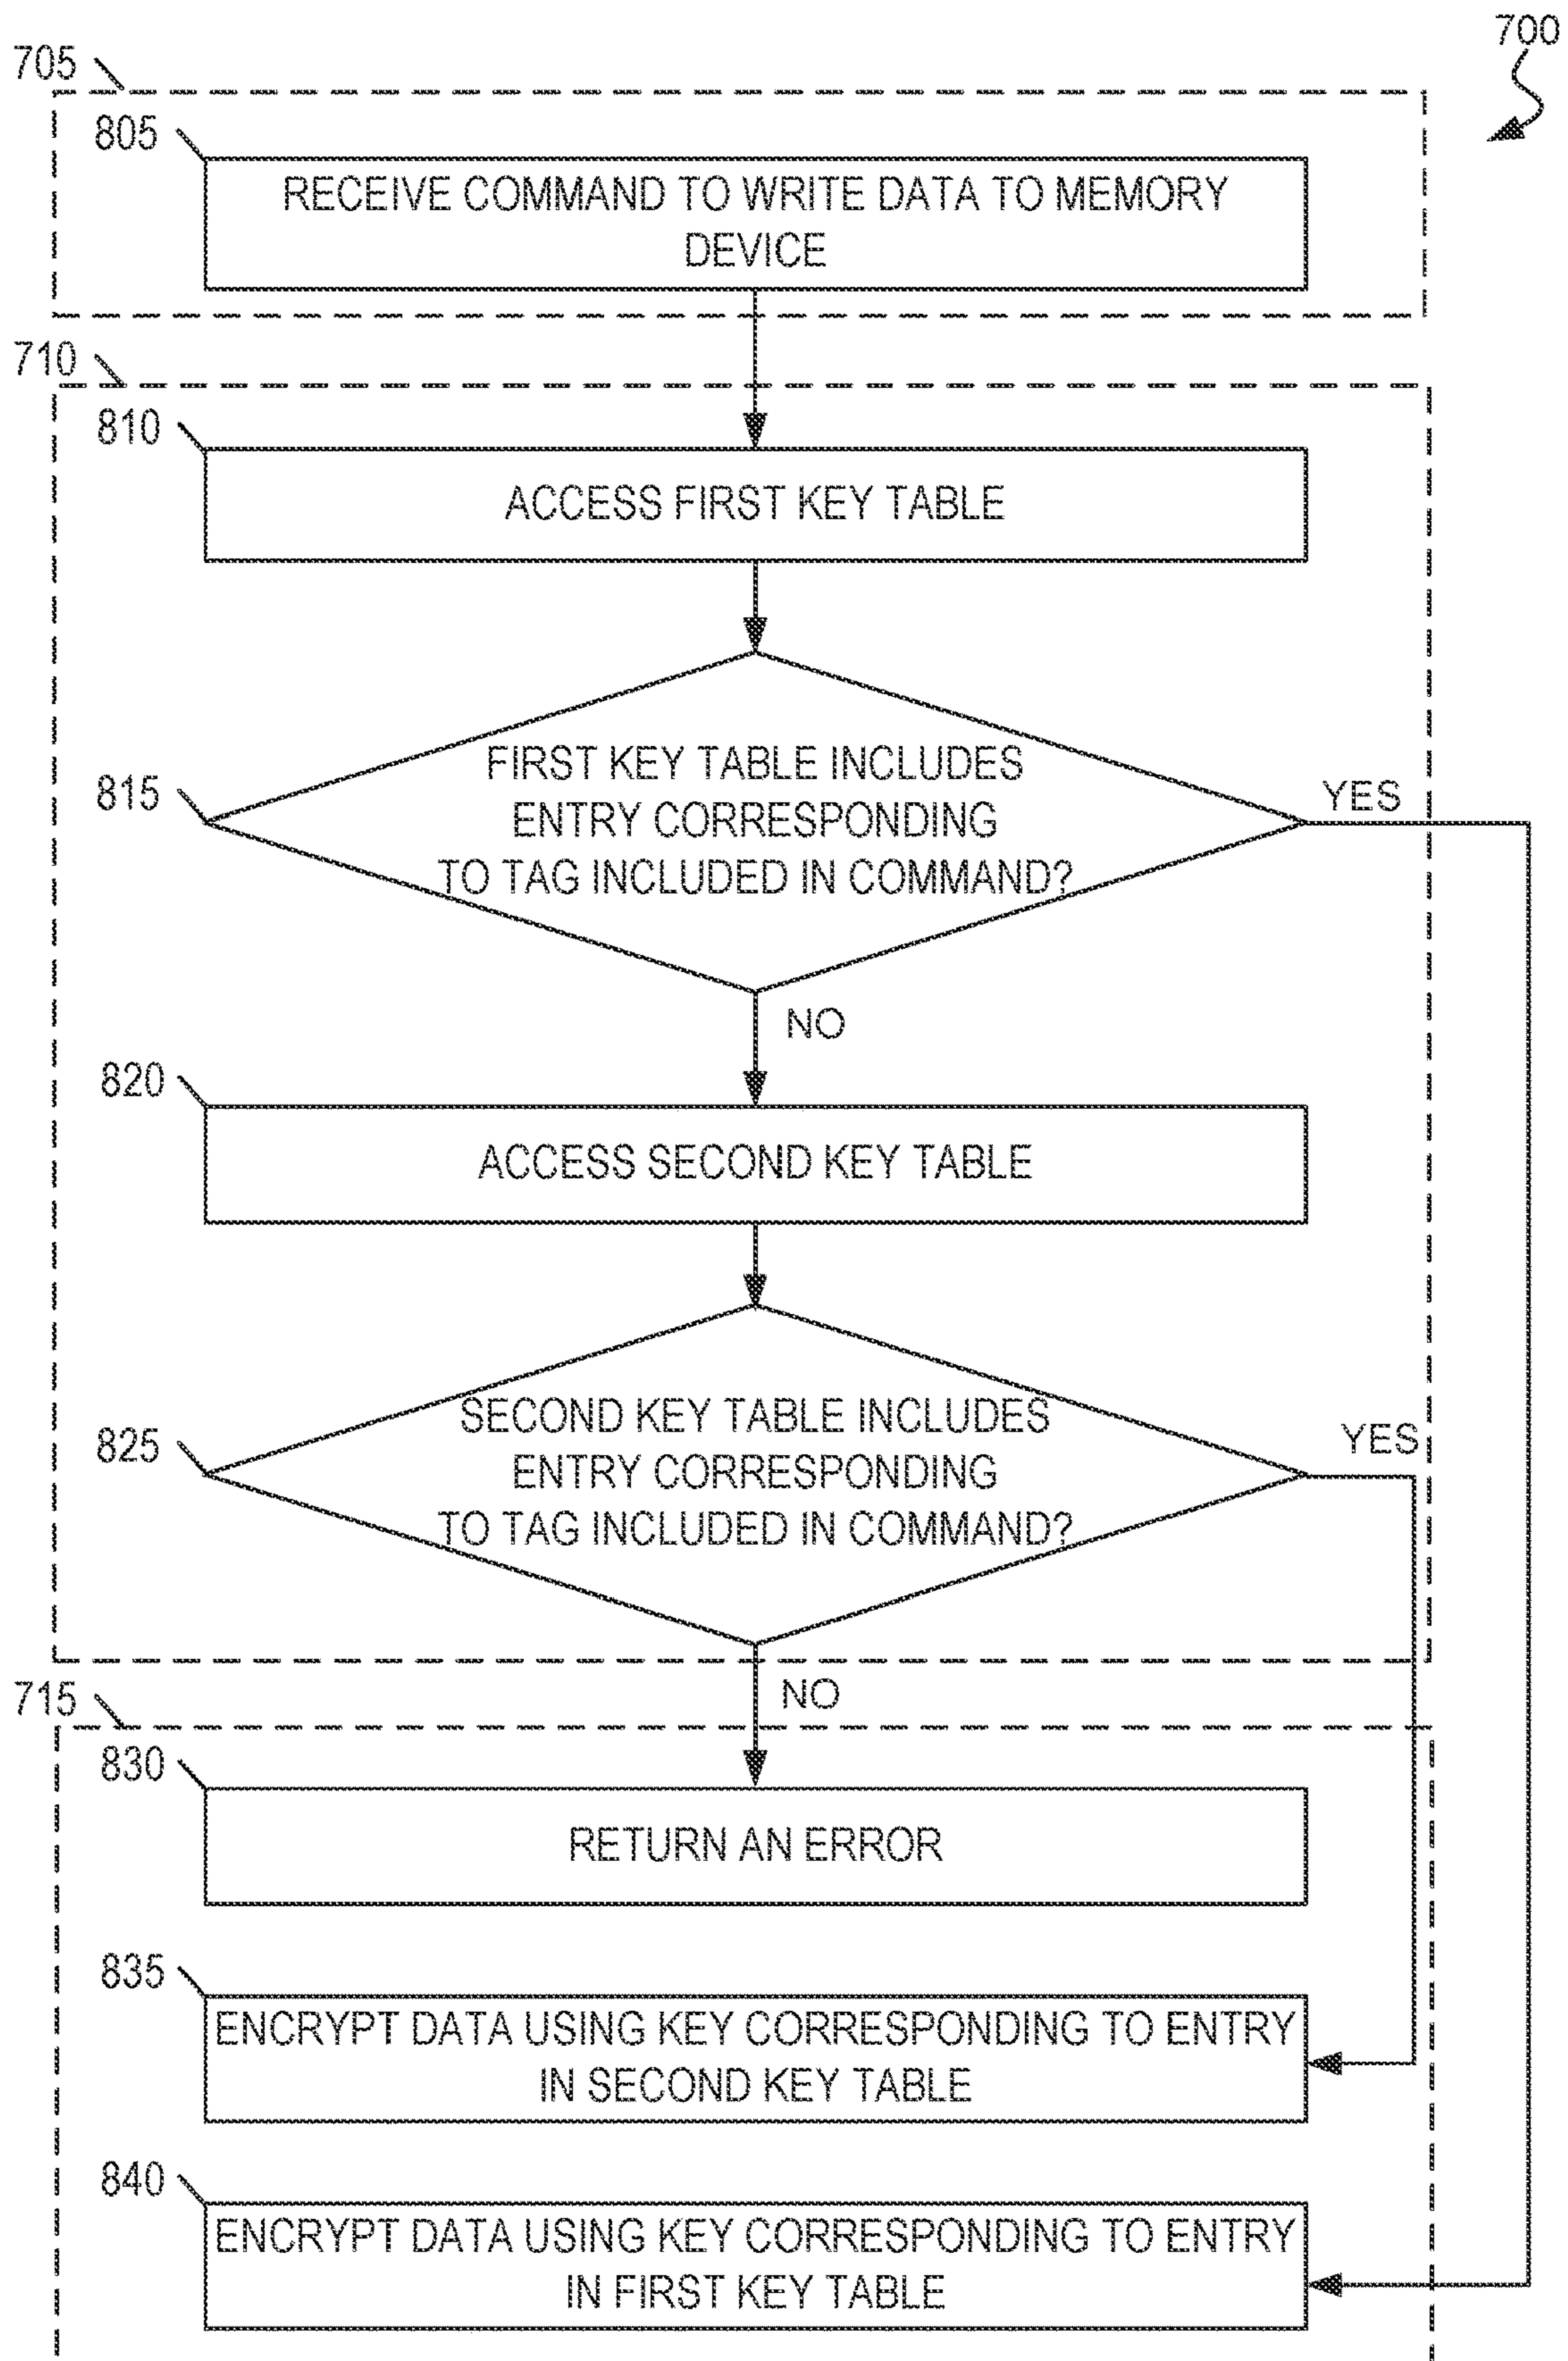 700
705
805
RECEIVE COMMAND TO WRITE DATA TO MEMORY
DEVICE
710
810
ACCESS FIRST KEY TABLE
815
FIRST KEY TABLE INCLUDES
ENTRY CORRESPONDING
TO TAG INCLUDED IN COMMAND?
YES
NO
820
ACCESS SECOND KEY TABLE
825
SECOND KEY TABLE INCLUDES
ENTRY CORRESPONDING
TO TAG INCLUDED IN COMMAND?
YES
NO
715
830
RETURN AN ERROR
835
ENCRYPT DATA USING KEY CORRESPONDING TO ENTRY
IN SECOND KEY TABLE
840
ENCRYPT DATA USING KEY CORRESPONDING TO ENTRY
IN FIRST KEY TABLE